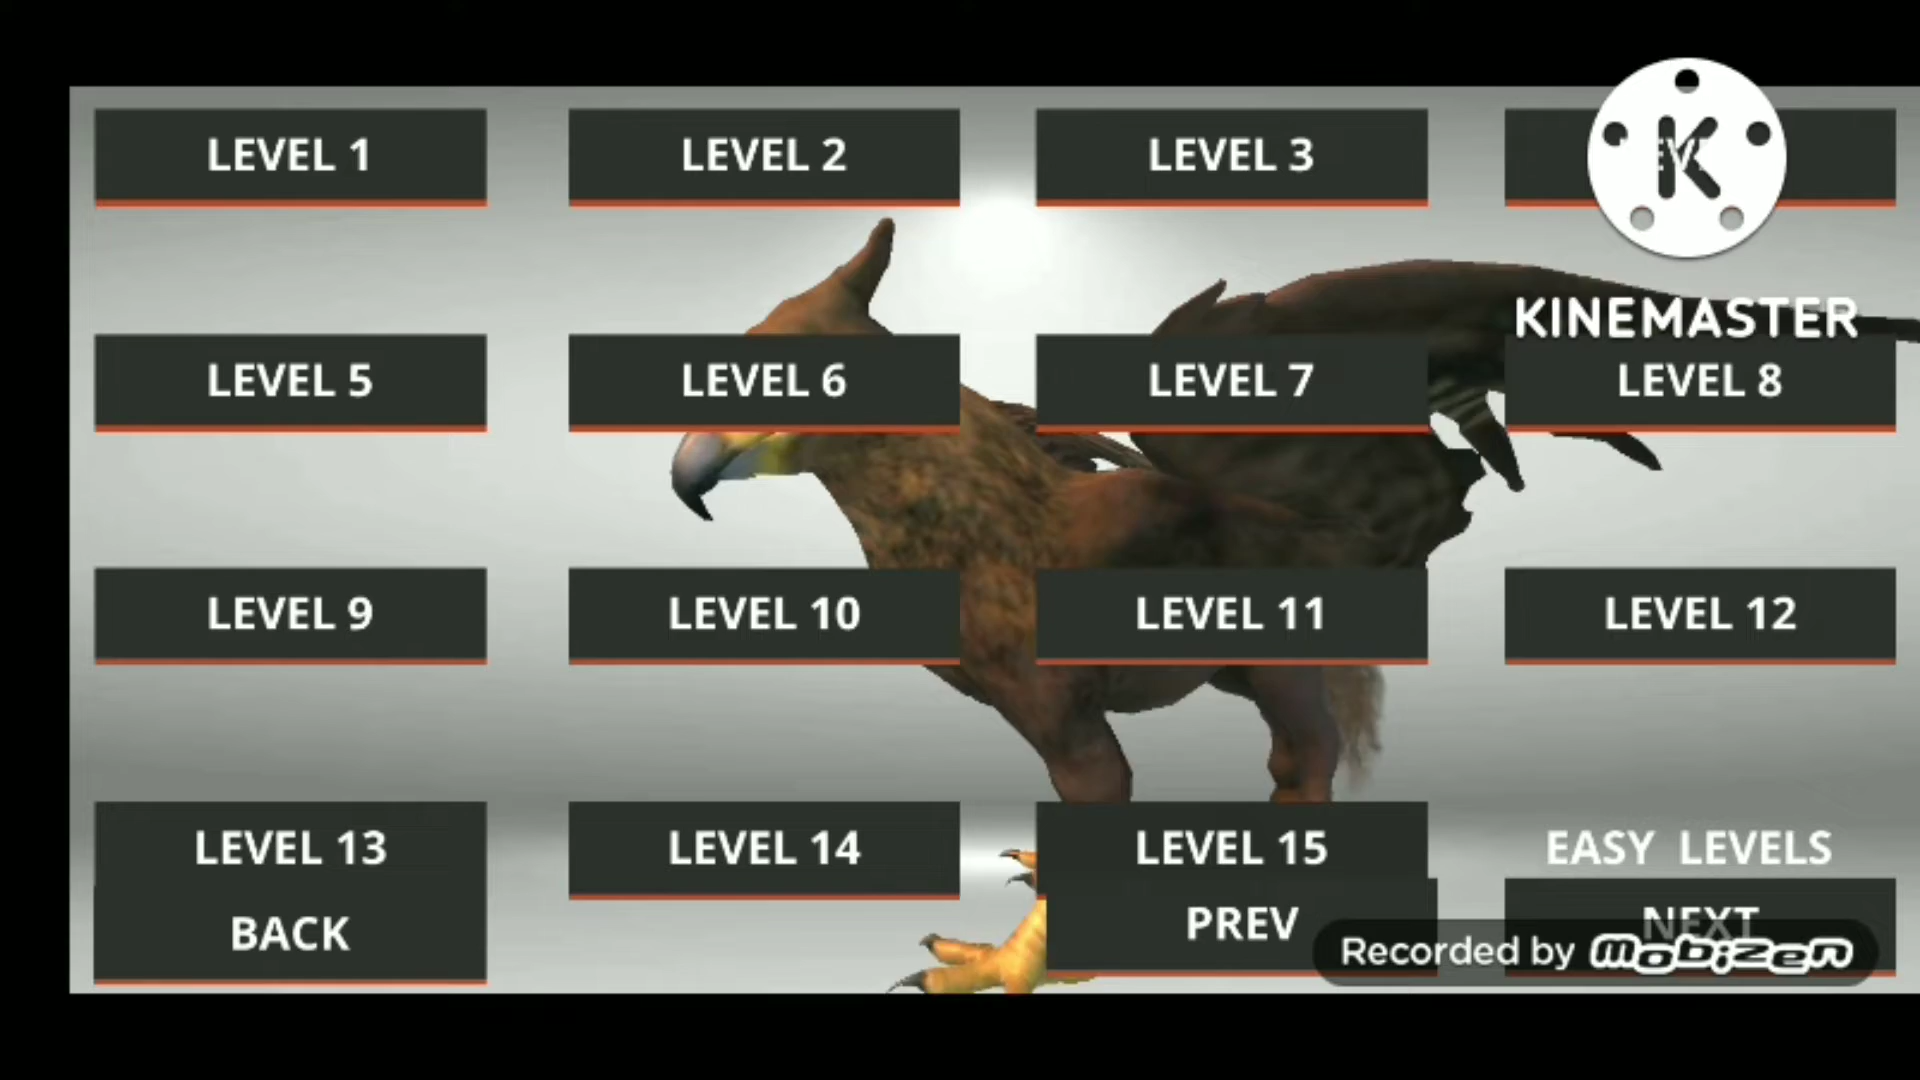 LEVEL 1
LEVEL 2
LEVEL 3
KINEMASTER
LEVEL 5
LEVEL 6
LEVEL 7
LEVEL 8
LEVEL 9
LEVEL 10
LEVEL 11
LEVEL 12
LEVEL 13
LEVEL 14
LEVEL 15
EASY LEVELS
BACK
PREV
NEXT
Recorded by mobizen